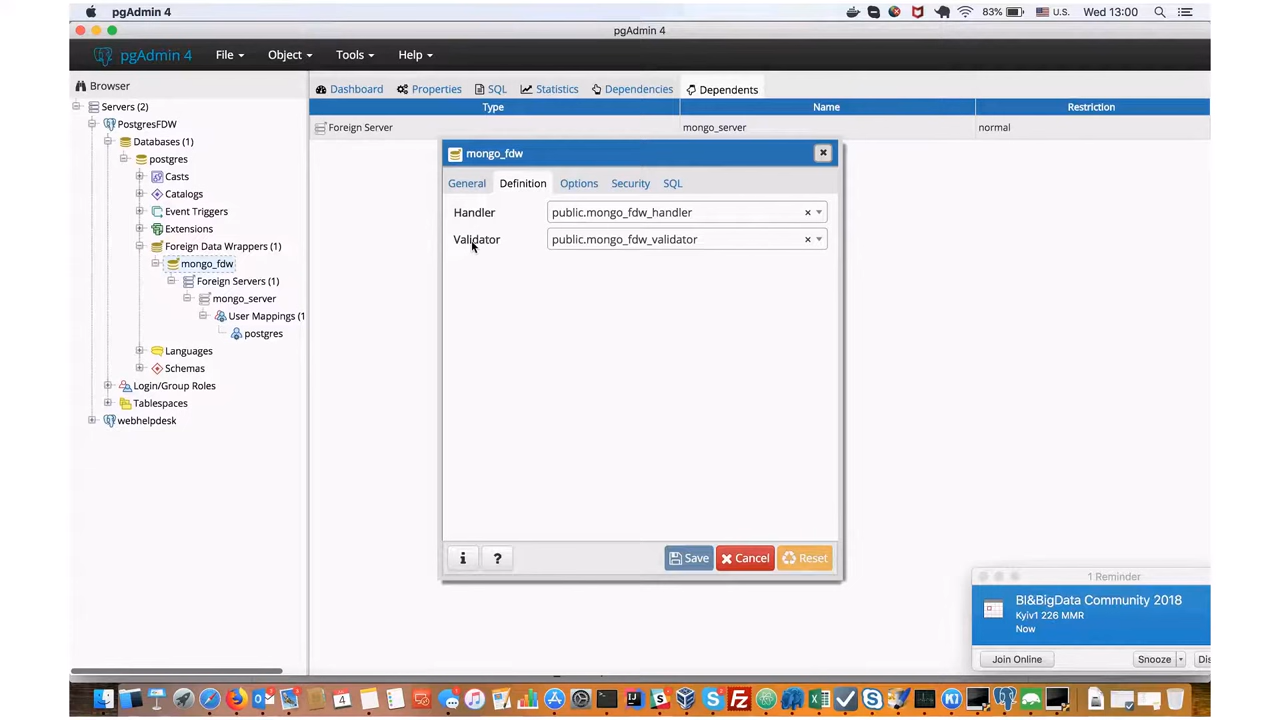 pgAdmin 4
83%
U.S.
Wed 13:00
pgAdmin 4
pgAdmin 4
File
Object
Tools
Help
Browser
Dashboard
Properties
SQL
Statistics
Dependencies
Dependents
Servers (2)
PostgresFDW
Databases (1)
postgres
Casts
Catalogs
Event Triggers
Extensions
Foreign Data Wrappers (1)
mongo_fdw
Foreign Servers (1)
mongo_server
User Mappings (1
postgres
Languages
Schemas
Login/Group Roles
Tablespaces
webhelpdesk
Type
Name
Restriction
Foreign Server
mongo_server
normal
mongo_fdw
General
Definition
Options
Security
SQL
Handler
public.mongo_fdw_handler
Validator
public.mongo_fdw_validator
i
?
Save
Cancel
Reset
1 Reminder
BI&BigData Community 2018
Kyiv1 226 MMR
Now
Join Online
Snooze
Dis